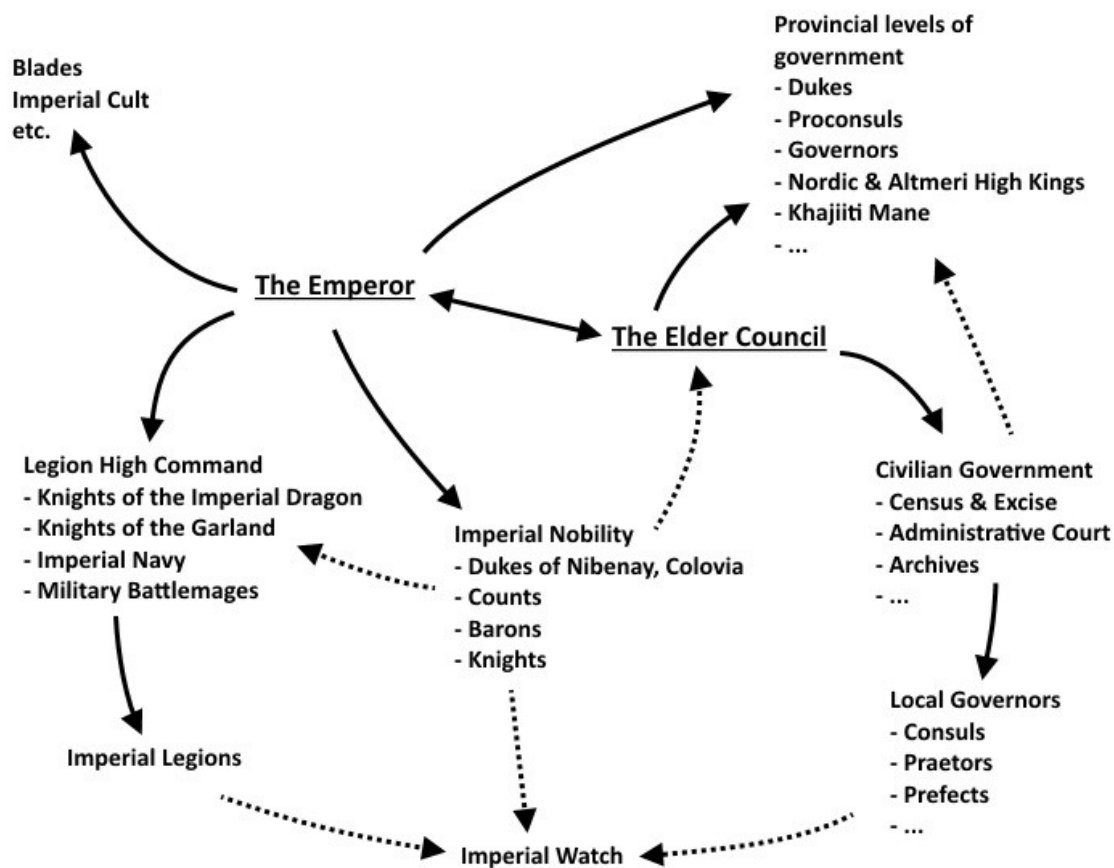 Blades
Imperial Cult
etc.
Provincial levels of
government
- Dukes
- Proconsuls
- Governors
- Nordic & Altmeri High Kings
- Khajiiti Mane
- ...
The Emperor
The Elder Council
Legion High Command
- Knights of the Imperial Dragon
- Knights of the Garland
- Imperial Navy
- Military Battlemages
Imperial Nobility
- Dukes of Nibenay, Colovia
- Counts
- Barons
- Knights
Civilian Government
- Census & Excise
- Administrative Court
- Archives
- ...
Imperial Legions
Local Governors
- Consuls
- Praetors
- Prefects
- ...
Imperial Watch